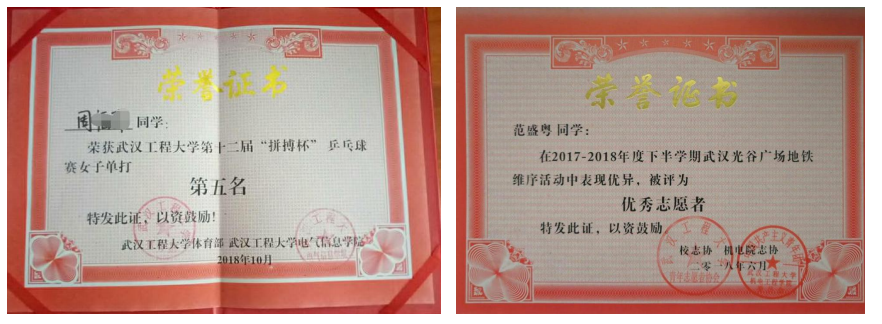 荣誉证书
周 同学:
荣获武汉工程大学第十二届“拼搏杯” 乒乓球
赛女子单打
第五名
特发此证, 以资鼓励!
武汉工程大学体育部 武汉工程大学电气信息学院
2018年10月
荣誉证书
范盛粤 同学:
在2017-2018年度下半学期武汉光谷广场地铁
维序活动中表现优异, 被评为
优秀志愿者
特发此证, 以资鼓励
校志协 机电院志协
二零一八年六月